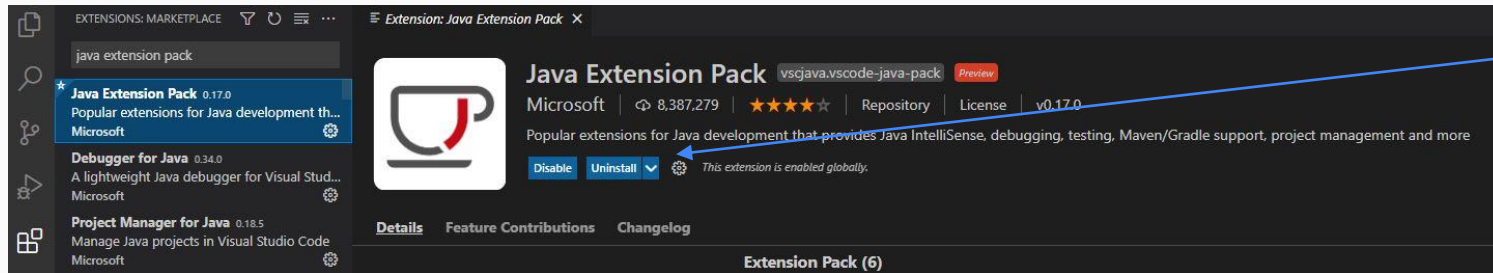 EXTENSIONS: MARKETPLACE
java extension pack
Java Extension Pack 0.17.0
Popular extensions for Java development th...
Microsoft
Debugger for Java 0.34.0
A lightweight Java debugger for Visual Stud...
Microsoft
Project Manager for Java 0.18.5
Manage Java projects in Visual Studio Code
Microsoft
Extension: Java Extension Pack
Java Extension Pack vscjava.vscode-java-pack Preview
Microsoft 8,387,279 Repository License v0.17.0
Popular extensions for Java development that provides Java IntelliSense, debugging, testing, Maven/Gradle support, project management and more
Disable Uninstall This extension is enabled globally.
Details Feature Contributions Changelog
Extension Pack (6)